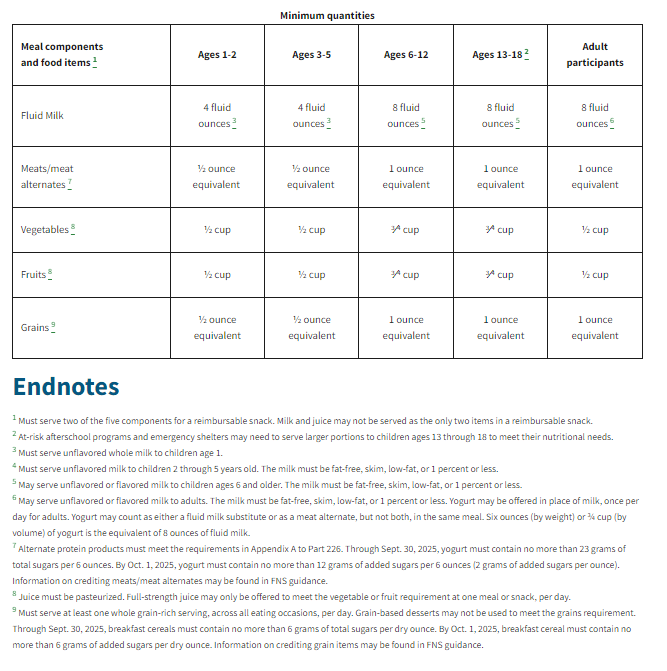 Minimum quantities
Meal components and food items 1 Ages 1-2 Ages 3-5 Ages 6-12 Ages 13-18 2 Adult participants
Fluid Milk 4 fluid ounces 3 4 fluid ounces 3 8 fluid ounces 5 8 fluid ounces 5 8 fluid ounces 6
Meats/meat alternates 7 ½ ounce equivalent ½ ounce equivalent 1 ounce equivalent 1 ounce equivalent 1 ounce equivalent
Vegetables 8 ½ cup ½ cup ¾ cup ¾ cup ½ cup
Fruits 8 ½ cup ½ cup ¾ cup ¾ cup ½ cup
Grains 9 ½ ounce equivalent ½ ounce equivalent 1 ounce equivalent 1 ounce equivalent 1 ounce equivalent
Endnotes
1 Must serve two of the five components for a reimbursable snack. Milk and juice may not be served as the only two items in a reimbursable snack.
2 At-risk afterschool programs and emergency shelters may need to serve larger portions to children ages 13 through 18 to meet their nutritional needs.
3 Must serve unflavored whole milk to children age 1.
4 Must serve unflavored milk to children 2 through 5 years old. The milk must be fat-free, skim, low-fat, or 1 percent or less.
5 May serve unflavored or flavored milk to children ages 6 and older. The milk must be fat-free, skim, low-fat, or 1 percent or less.
6 May serve unflavored or flavored milk to adults. The milk must be fat-free, skim, low-fat, or 1 percent or less. Yogurt may be offered in place of milk, once per
day for adults. Yogurt may count as either a fluid milk substitute or as a meat alternate, but not both, in the same meal. Six ounces (by weight) or ¾ cup (by
volume) of yogurt is the equivalent of 8 ounces of fluid milk.
7 Alternate protein products must meet the requirements in Appendix A to Part 226. Through Sept. 30, 2025, yogurt must contain no more than 23 grams of
total sugars per 6 ounces. By Oct. 1, 2025, yogurt must contain no more than 12 grams of added sugars per 6 ounces (2 grams of added sugars per ounce).
Information on crediting meats/meat alternates may be found in FNS guidance.
8 Juice must be pasteurized. Full-strength juice may only be offered to meet the vegetable or fruit requirement at one meal or snack, per day.
9 Must serve at least one whole grain-rich serving, across all eating occasions, per day. Grain-based desserts may not be used to meet the grains requirement.
Through Sept. 30, 2025, breakfast cereals must contain no more than 6 grams of total sugars per dry ounce. By Oct. 1, 2025, breakfast cereal must contain no
more than 6 grams of added sugars per dry ounce. Information on crediting grain items may be found in FNS guidance.